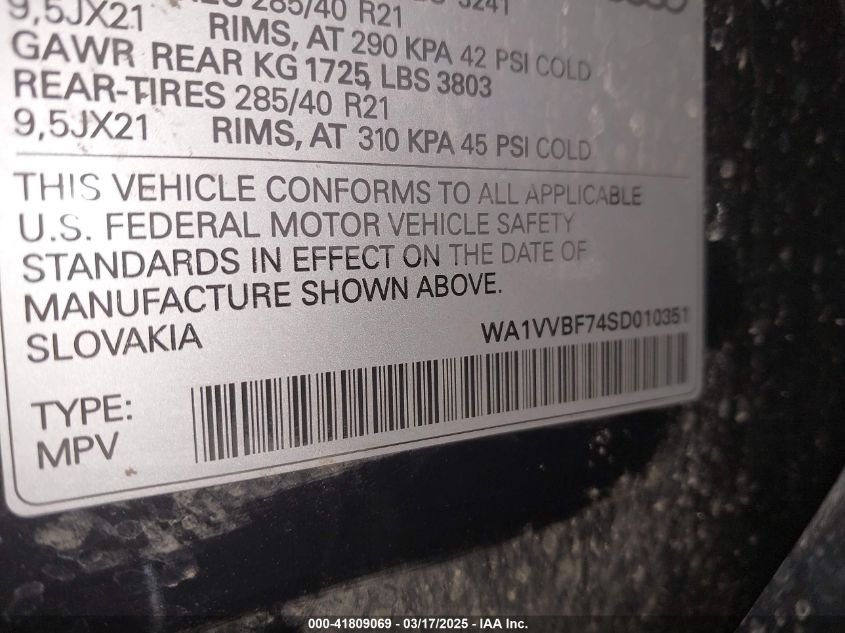 285/40 R21
9,5JX21 RIMS, AT 290 KPA 42 PSI COLD
GAWR REAR KG 1725, LBS 3803
REAR-TIRES 285/40 R21
9,5JX21 RIMS, AT 310 KPA 45 PSI COLD
THIS VEHICLE CONFORMS TO ALL APPLICABLE
U.S. FEDERAL MOTOR VEHICLE SAFETY
STANDARDS IN EFFECT ON THE DATE OF
MANUFACTURE SHOWN ABOVE.
SLOVAKIA WA1VVBF74SD010351
TYPE:
MPV
000-41809069 -- 03/17/2025 -- IAA Inc.